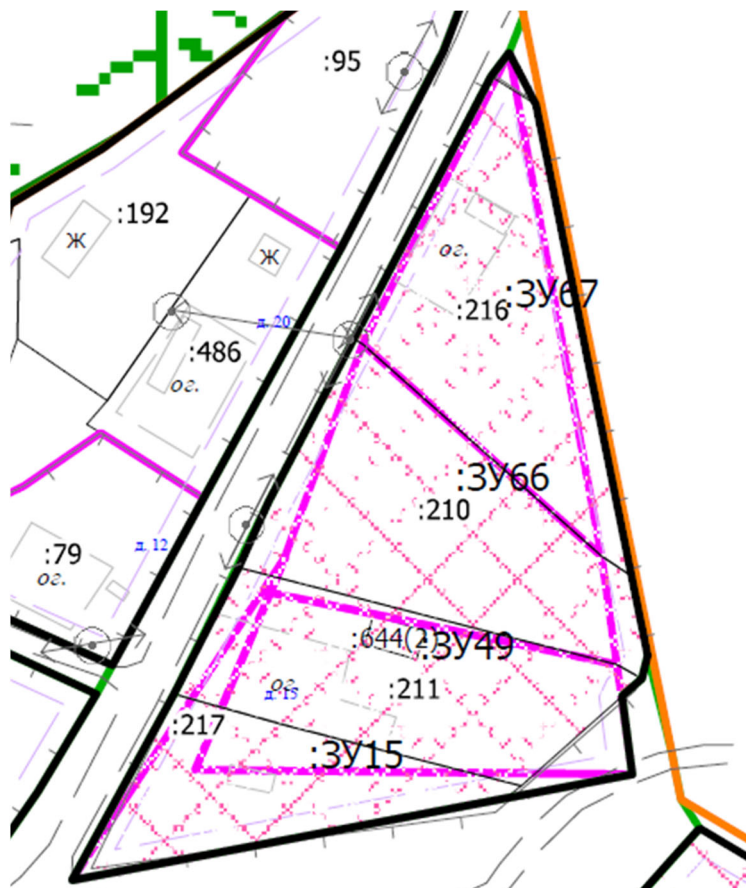 :95
:192
Ж
Ж
ог.
:216
:ЗУ67
д. 20
:486
ог.
:ЗУ66
:210
:79
д. 12
ог.
:644(2)
:ЗУ49
ог.
д. 15
:211
:217
:ЗУ15